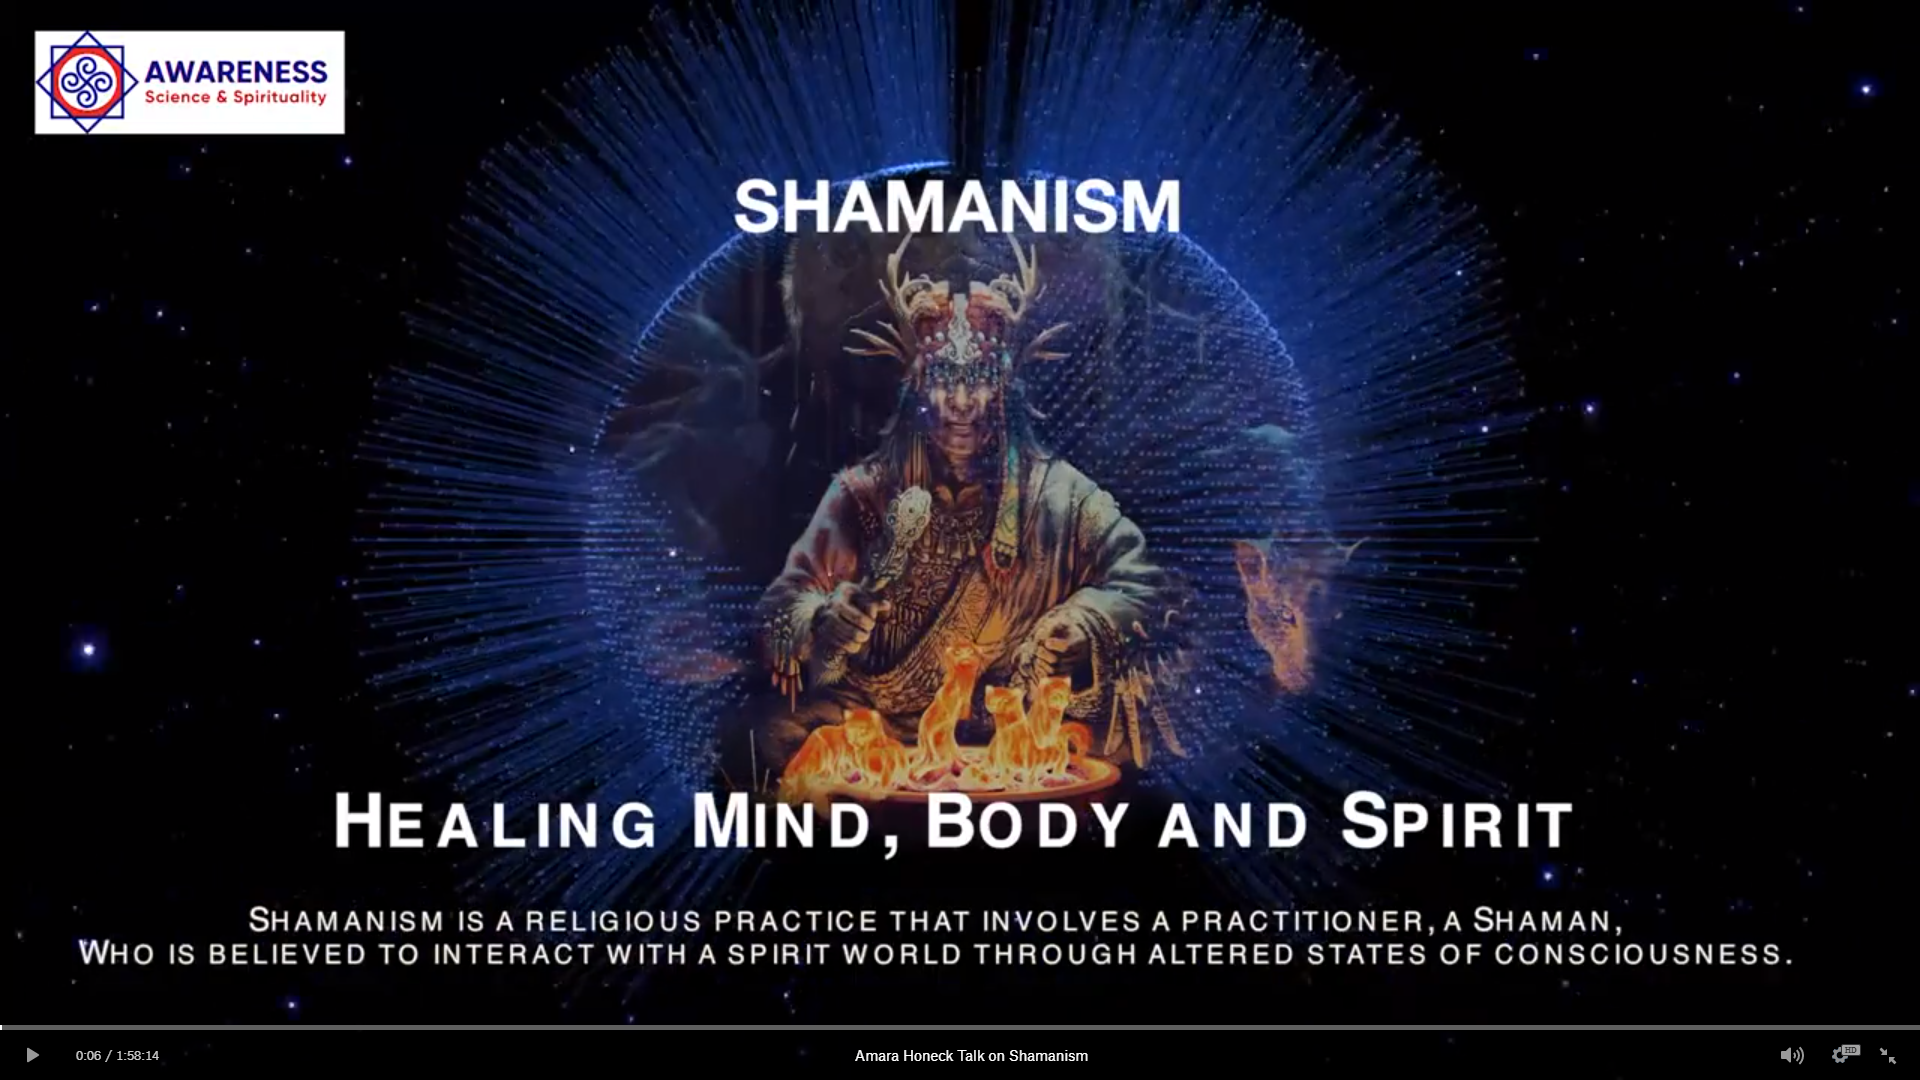 AWARENESS
Science & Spirituality
SHAMANISM
HEALING MIND, BODY AND SPIRIT
SHAMANISM IS A RELIGIOUS PRACTICE THAT INVOLVES A PRACTITIONER, A SHAMAN,
WHO IS BELIEVED TO INTERACT WITH A SPIRIT WORLD THROUGH ALTERED STATES OF CONSCIOUSNESS.
0:06 / 1:58:14
Amara Honeck Talk on Shamanism
HD